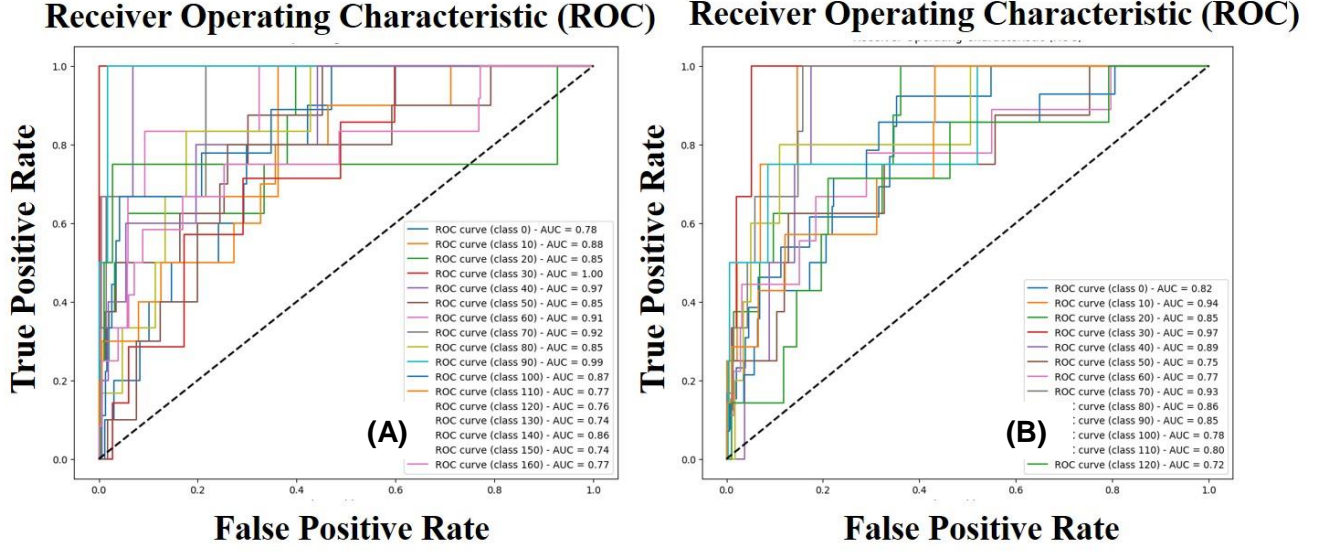 Receiver Operating Characteristic (ROC)
True Positive Rate
1.0
0.8
0.6
0.4
0.2
0.0
ROC curve (class 0) - AUC = 0.78
ROC curve (class 10) - AUC = 0.88
ROC curve (class 20) - AUC = 0.85
ROC curve (class 30) - AUC = 1.00
ROC curve (class 40) - AUC = 0.97
ROC curve (class 50) - AUC = 0.85
ROC curve (class 60) - AUC = 0.91
ROC curve (class 70) - AUC = 0.92
ROC curve (class 80) - AUC = 0.85
ROC curve (class 90) - AUC = 0.99
ROC curve (class 100) - AUC = 0.87
ROC curve (class 110) - AUC = 0.77
ROC curve (class 120) - AUC = 0.76
ROC curve (class 130) - AUC = 0.74
ROC curve (class 140) - AUC = 0.86
ROC curve (class 150) - AUC = 0.74
ROC curve (class 160) - AUC = 0.77
(A)
0.0 0.2 0.4 0.6 0.8 1.0
False Positive Rate
Receiver Operating Characteristic (ROC)
True Positive Rate
1.0
0.8
0.6
0.4
0.2
0.0
ROC curve (class 0) - AUC = 0.82
ROC curve (class 10) - AUC = 0.94
ROC curve (class 20) - AUC = 0.85
ROC curve (class 30) - AUC = 0.97
ROC curve (class 40) - AUC = 0.89
ROC curve (class 50) - AUC = 0.75
ROC curve (class 60) - AUC = 0.77
ROC curve (class 70) - AUC = 0.93
curve (class 80) - AUC = 0.86
curve (class 90) - AUC = 0.85
curve (class 100) - AUC = 0.78
curve (class 110) - AUC = 0.80
ROC curve (class 120) - AUC = 0.72
(B)
0.0 0.2 0.4 0.6 0.8 1.0
False Positive Rate